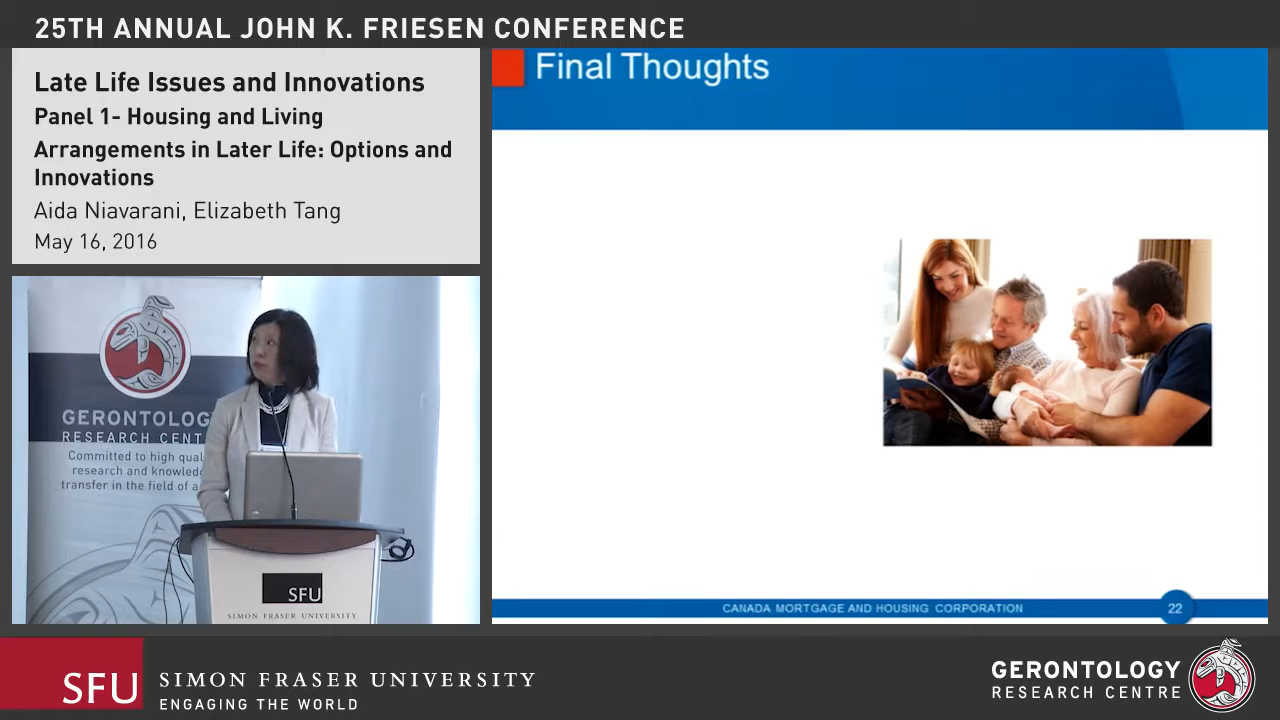 25TH ANNUAL JOHN K. FRIESEN CONFERENCE
Late Life Issues and Innovations
Panel 1- Housing and Living
Arrangements in Later Life: Options and
Innovations
Aida Niavarani, Elizabeth Tang
May 16, 2016
Final Thoughts
GERONTOLOGY
RESEARCH CENT
Committed to high qual
research and knowled
transfer in the field of a
SFU
SIMON FRASER UNIVERSITY
CANADA MORTGAGE AND HOUSING CORPORATION
22
SFU
SIMON FRASER UNIVERSITY
ENGAGING THE WORLD
GERONTOLOGY
RESEARCH CENTRE